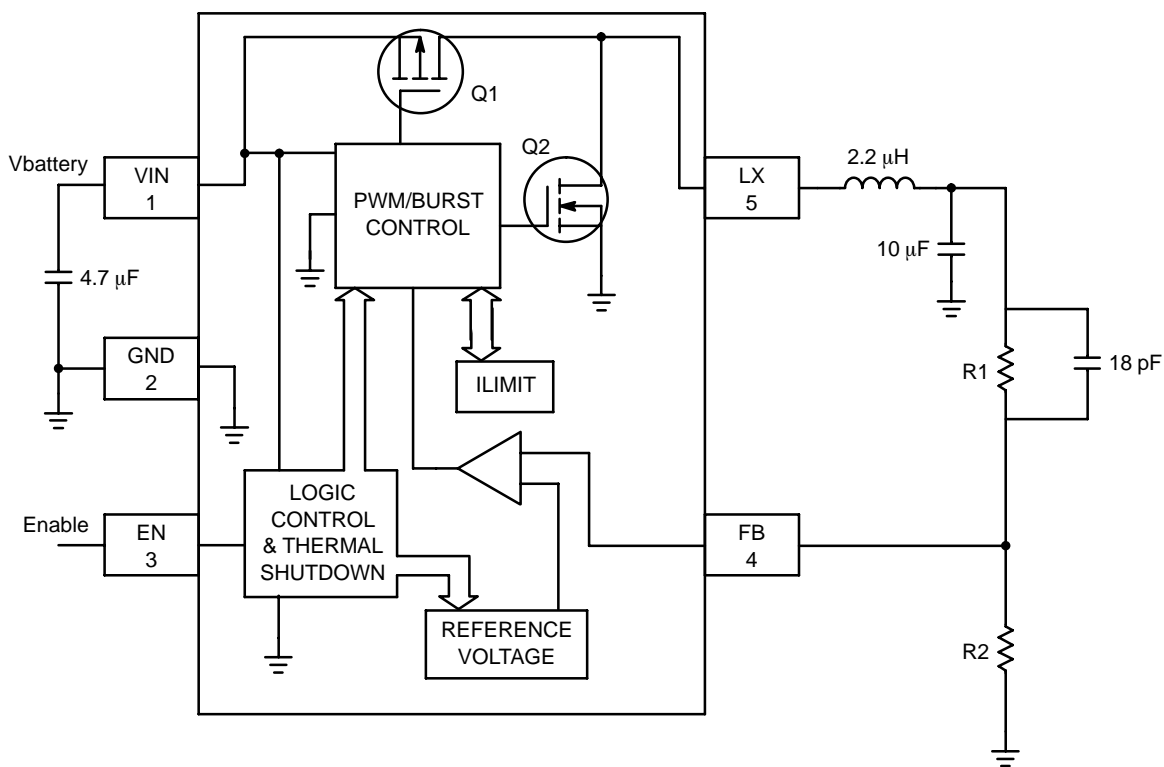 Q1
Q2
Vbattery
VIN
1
PWM/BURST
CONTROL
LX
5
2.2 μH
10 μF
4.7 μF
GND
2
ILIMIT
R1
18 pF
Enable
EN
3
LOGIC
CONTROL
& THERMAL
SHUTDOWN
FB
4
REFERENCE
VOLTAGE
R2